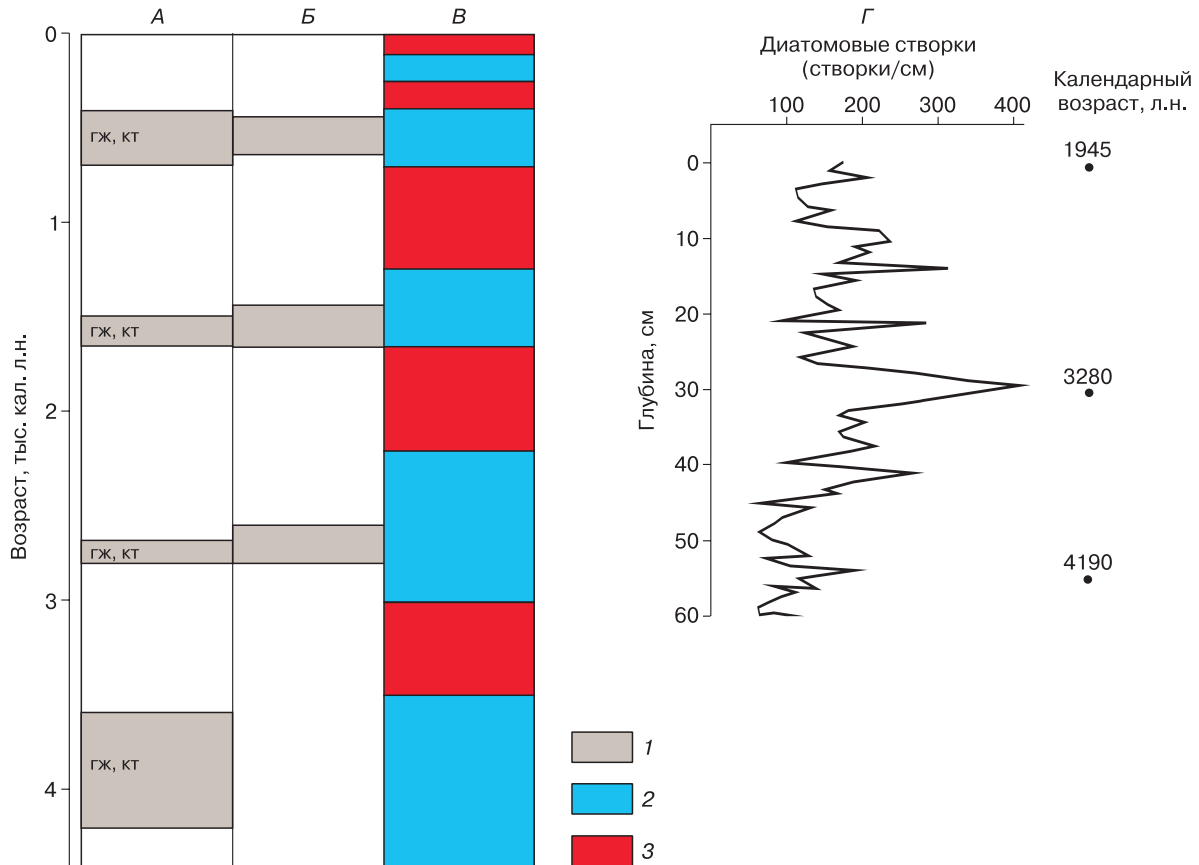 А
Б
В
Г
0
1
2
3
4
Возраст, тыс. кал. л.н.
гж, кт
гж, кт
гж, кт
гж, кт
1
2
3
Диатомовые створки
(створки/см)
100 200 300 400
Глубина, см
0
10
20
30
40
50
60
Календарный
возраст, л.н.
1945
3280
4190